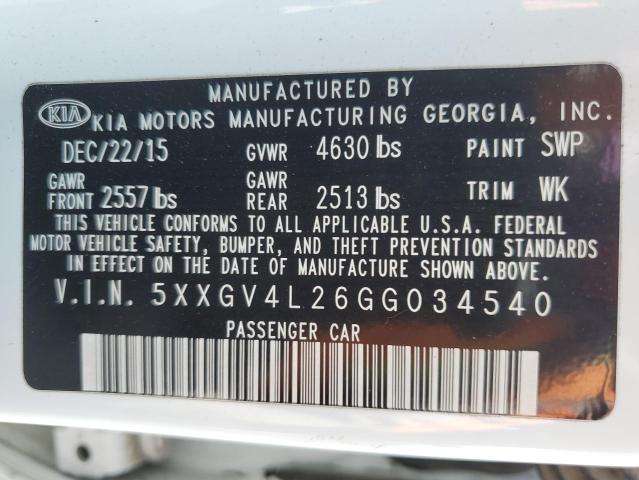 MANUFACTURED BY
KIA KIA MOTORS MANUFACTURING GEORGIA, INC.
DEC/22/15 GVWR 4630 lbs PAINT SWP
GAWR FRONT 2557 lbs GAWR REAR 2513 lbs TRIM WK
THIS VEHICLE CONFORMS TO ALL APPLICABLE U.S.A. FEDERAL
MOTOR VEHICLE SAFETY, BUMPER, AND THEFT PREVENTION STANDARDS
IN EFFECT ON THE DATE OF MANUFACTURE SHOWN ABOVE.
V.I.N. 5XXGV4L26GG034540
PASSENGER CAR